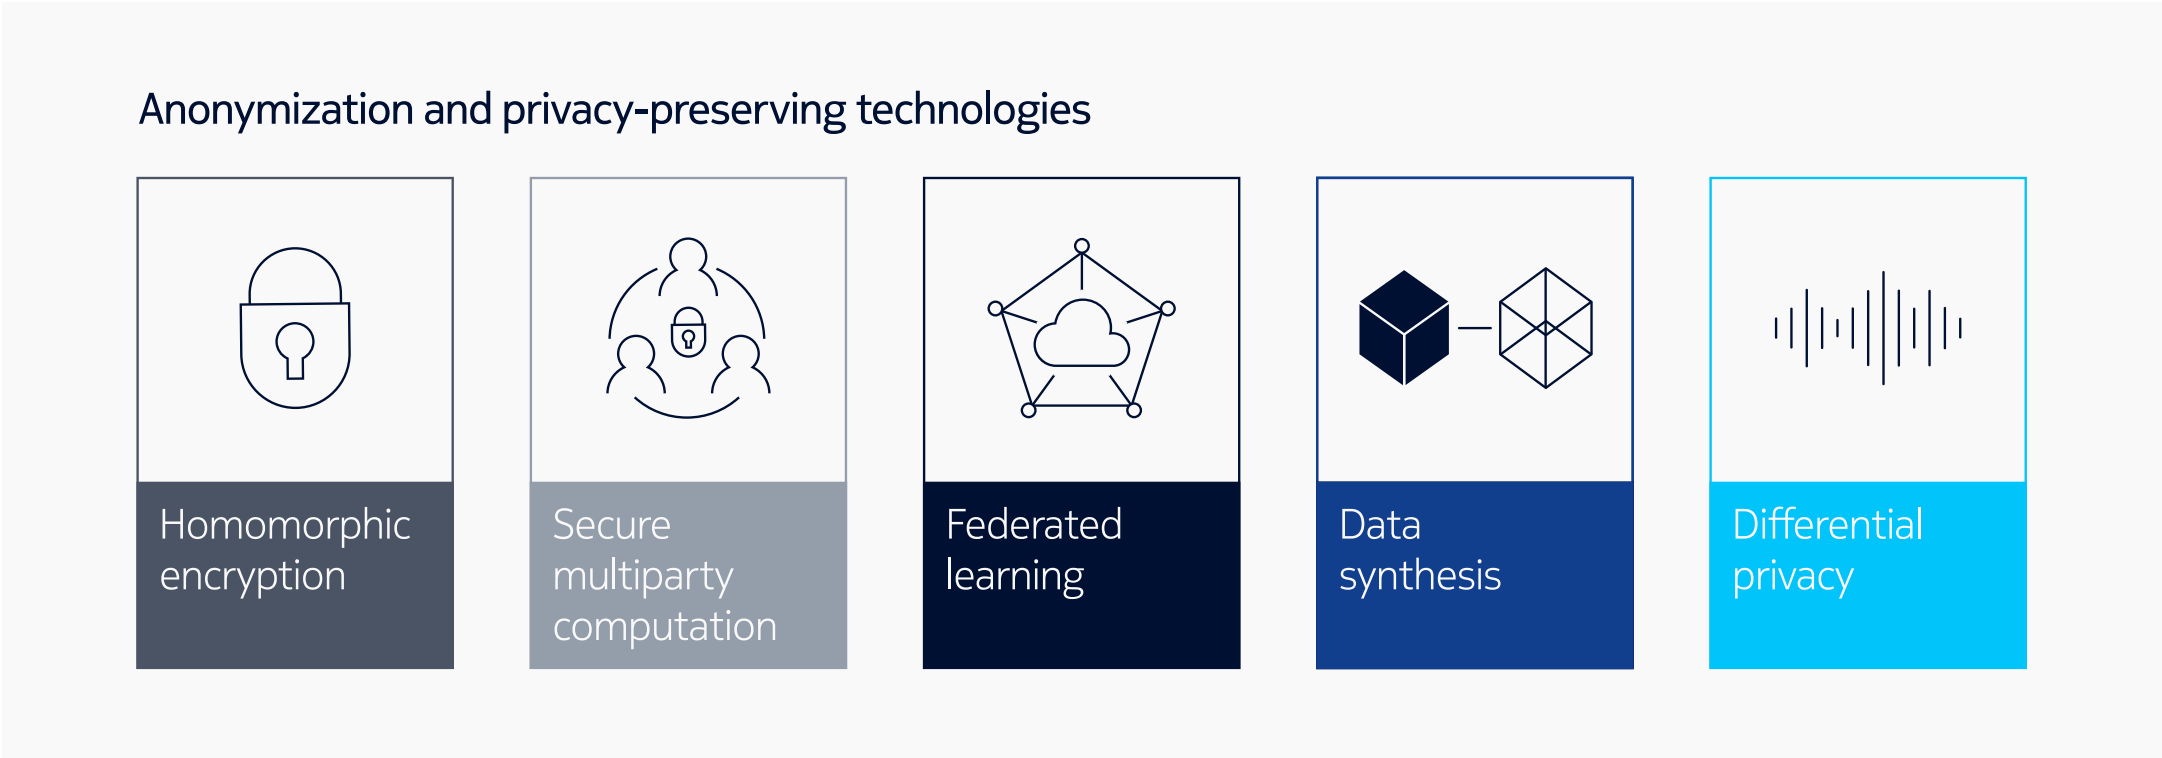 Anonymization and privacy-preserving technologies
Homomorphic
encryption
Secure
multiparty
computation
Federated
learning
Data
synthesis
Differential
privacy